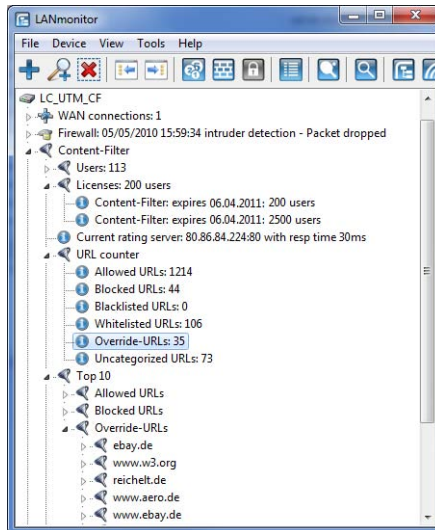 LANmonitor
File Device View Tools Help
LC_UTM_CF
WAN connections: 1
Firewall: 05/05/2010 15:59:34 intruder detection - Packet dropped
Content-Filter
Users: 113
Licenses: 200 users
Content-Filter: expires 06.04.2011: 200 users
Content-Filter: expires 06.04.2011: 2500 users
Current rating server: 80.86.84.224:80 with resp time 30ms
URL counter
Allowed URLs: 1214
Blocked URLs: 44
Blacklisted URLs: 0
Whitelisted URLs: 106
Override-URLs: 35
Uncategorized URLs: 73
Top 10
Allowed URLs
Blocked URLs
Override-URLs
ebay.de
www.w3.org
reichelt.de
www.aero.de
www.ebay.de